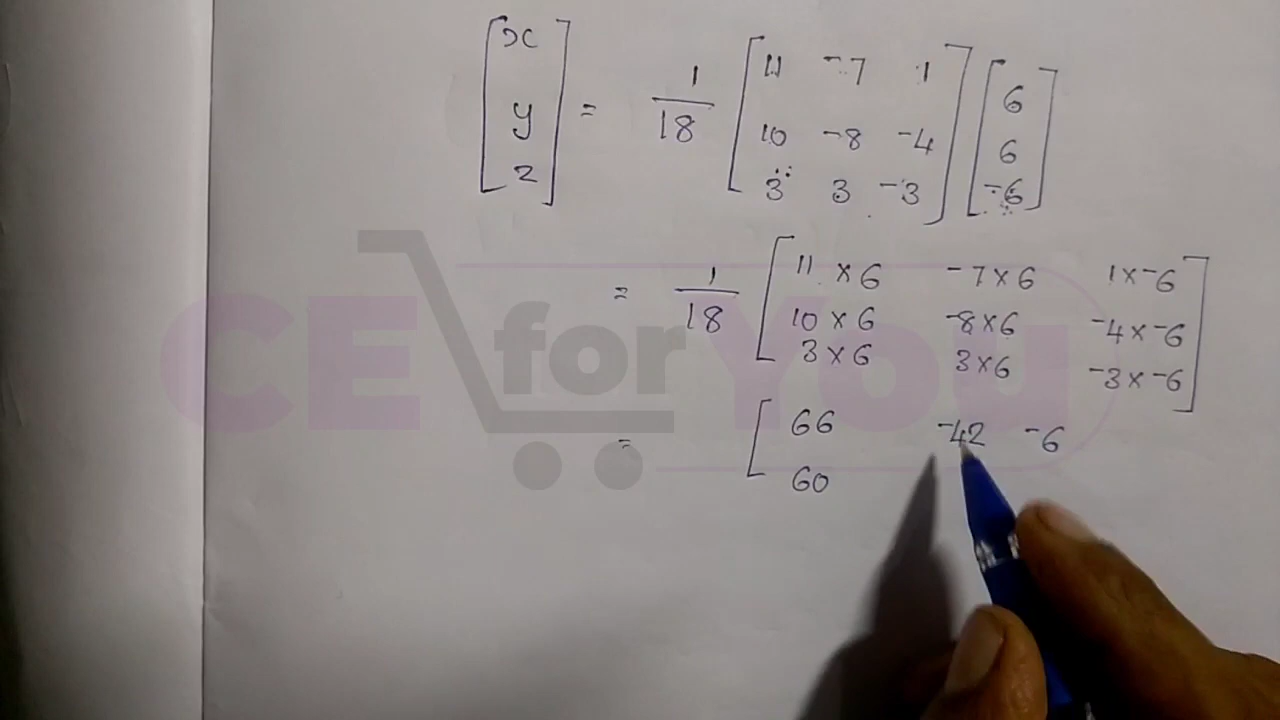 [x y z] = 1/18 [11 -7 1
10 -8 -4
3 3 -3] [6 6 -6]
= 1/18 [11 × 6 -7 × 6 1 × -6
10 × 6 -8 × 6 -4 × -6
3 × 6 3 × 6 -3 × -6]
= [66 -42 -6
60
CE for You